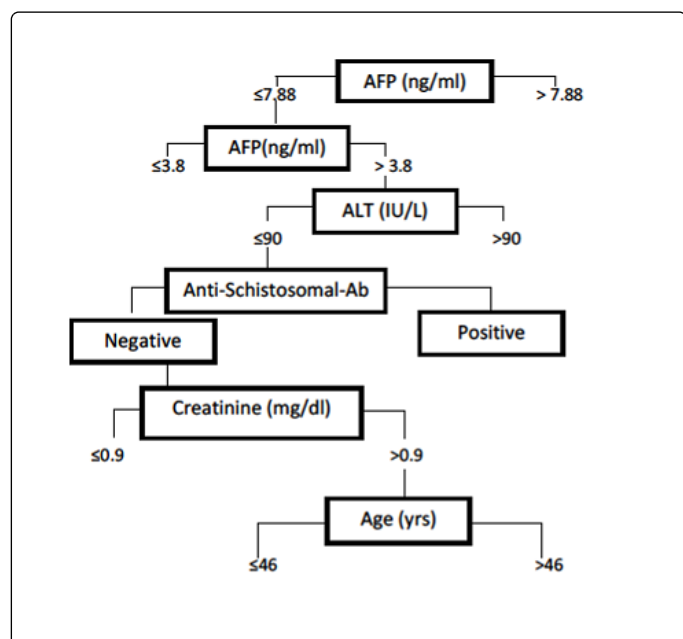 AFP (ng/ml)
≤7.88
> 7.88
AFP(ng/ml)
≤3.8
> 3.8
ALT (IU/L)
≤90
>90
Anti-Schistosomal-Ab
Negative
Positive
Creatinine (mg/dl)
≤0.9
>0.9
Age (yrs)
≤46
>46